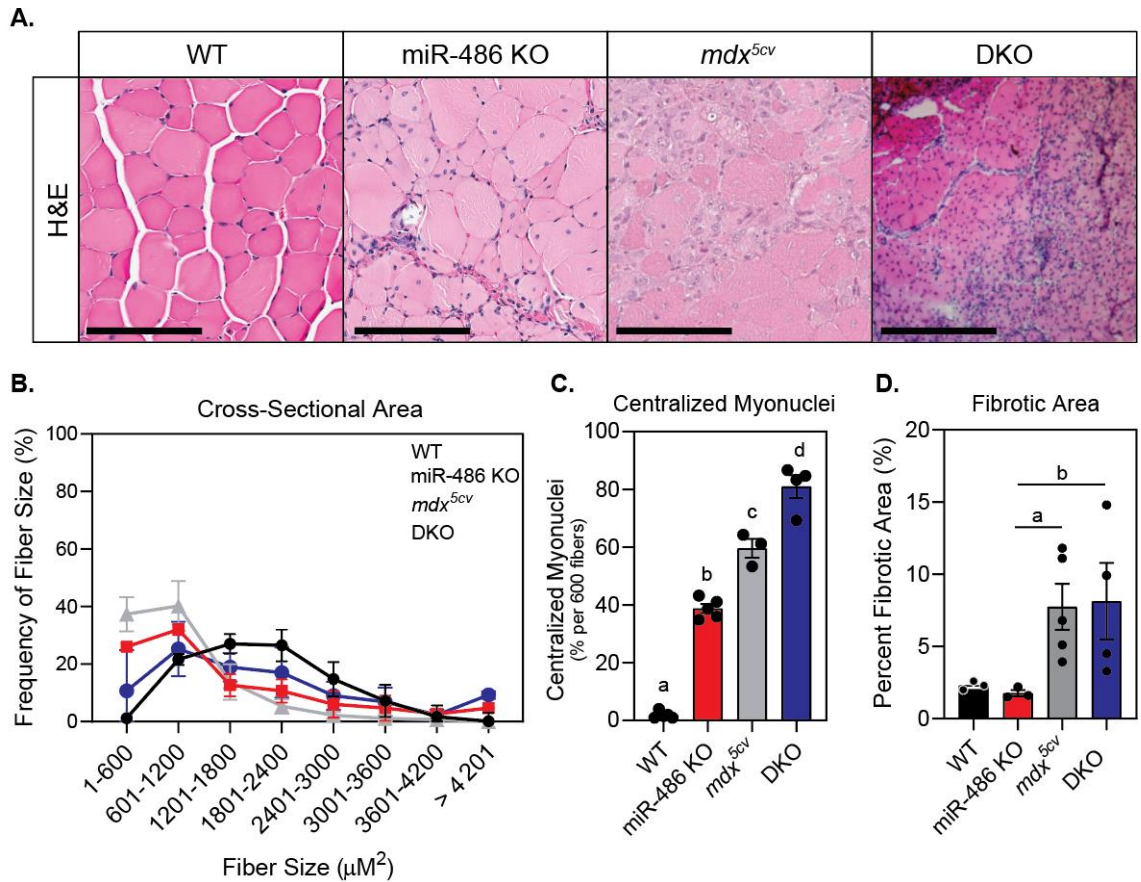 A.
WT
miR-486 KO
mdx5cv
DKO
H&E
B.
Cross-Sectional Area
Frequency of Fiber Size (%)
100
80
60
40
20
0
WT
miR-486 KO
mdx5cv
DKO
1-600
601-1200
1201-1800
1801-2400
2401-3000
3001-3600
3601-4200
> 4 201
Fiber Size (μM2)
C.
Centralized Myonuclei
Centralized Myonuclei
(% per 600 fibers)
100
80
60
40
20
0
a
b
c
d
WT
miR-486 KO
mdx5cv
DKO
D.
Fibrotic Area
Percent Fibrotic Area (%)
20
15
10
5
0
b
a
WT
miR-486 KO
mdx5cv
DKO